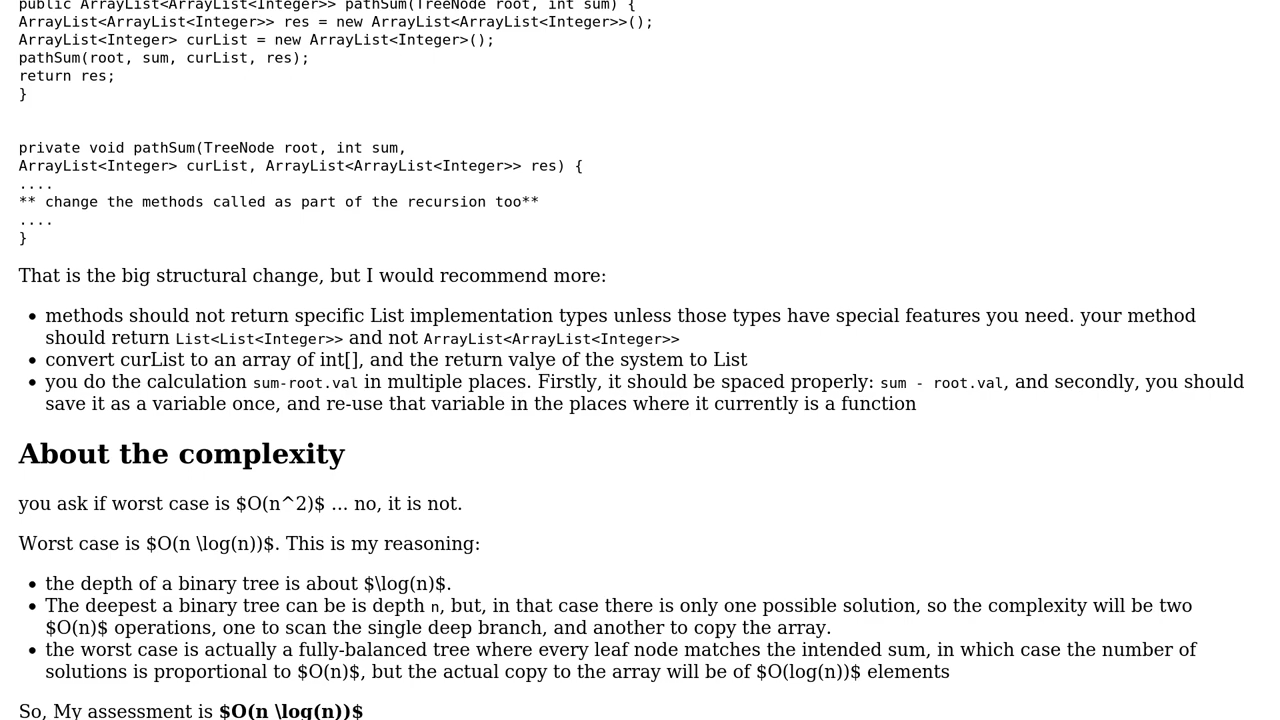 public ArrayList<ArrayList<Integer>> pathSum(TreeNode root, int sum) {
ArrayList<ArrayList<Integer>> res = new ArrayList<ArrayList<Integer>>();
ArrayList<Integer> curList = new ArrayList<Integer>();
pathSum(root, sum, curList, res);
return res;
}
private void pathSum(TreeNode root, int sum,
ArrayList<Integer> curList, ArrayList<ArrayList<Integer>> res) {
....
** change the methods called as part of the recursion too**
....
}
That is the big structural change, but I would recommend more:
• methods should not return specific List implementation types unless those types have special features you need. your method
should return List<List<Integer>> and not ArrayList<ArrayList<Integer>>
• convert curList to an array of int[], and the return valye of the system to List
• you do the calculation sum-root.val in multiple places. Firstly, it should be spaced properly: sum - root.val, and secondly, you should
save it as a variable once, and re-use that variable in the places where it currently is a function
About the complexity
you ask if worst case is $O(n^2)$ ... no, it is not.
Worst case is $O(n \log(n))$. This is my reasoning:
• the depth of a binary tree is about $\log(n)$.
• The deepest a binary tree can be is depth n, but, in that case there is only one possible solution, so the complexity will be two
$O(n)$ operations, one to scan the single deep branch, and another to copy the array.
• the worst case is actually a fully-balanced tree where every leaf node matches the intended sum, in which case the number of
solutions is proportional to $O(n)$, but the actual copy to the array will be of $O(log(n))$ elements
So, My assessment is $O(n \log(n))$